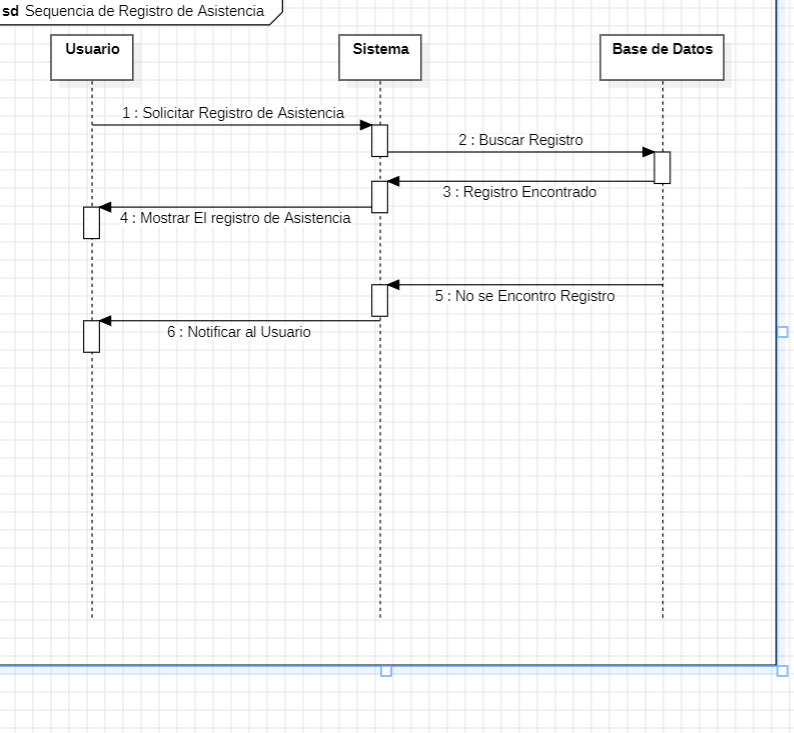 sd Sequencia de Registro de Asistencia
Usuario
Sistema
Base de Datos
1 : Solicitar Registro de Asistencia
2 : Buscar Registro
3 : Registro Encontrado
4 : Mostrar El registro de Asistencia
5 : No se Encontro Registro
6 : Notificar al Usuario